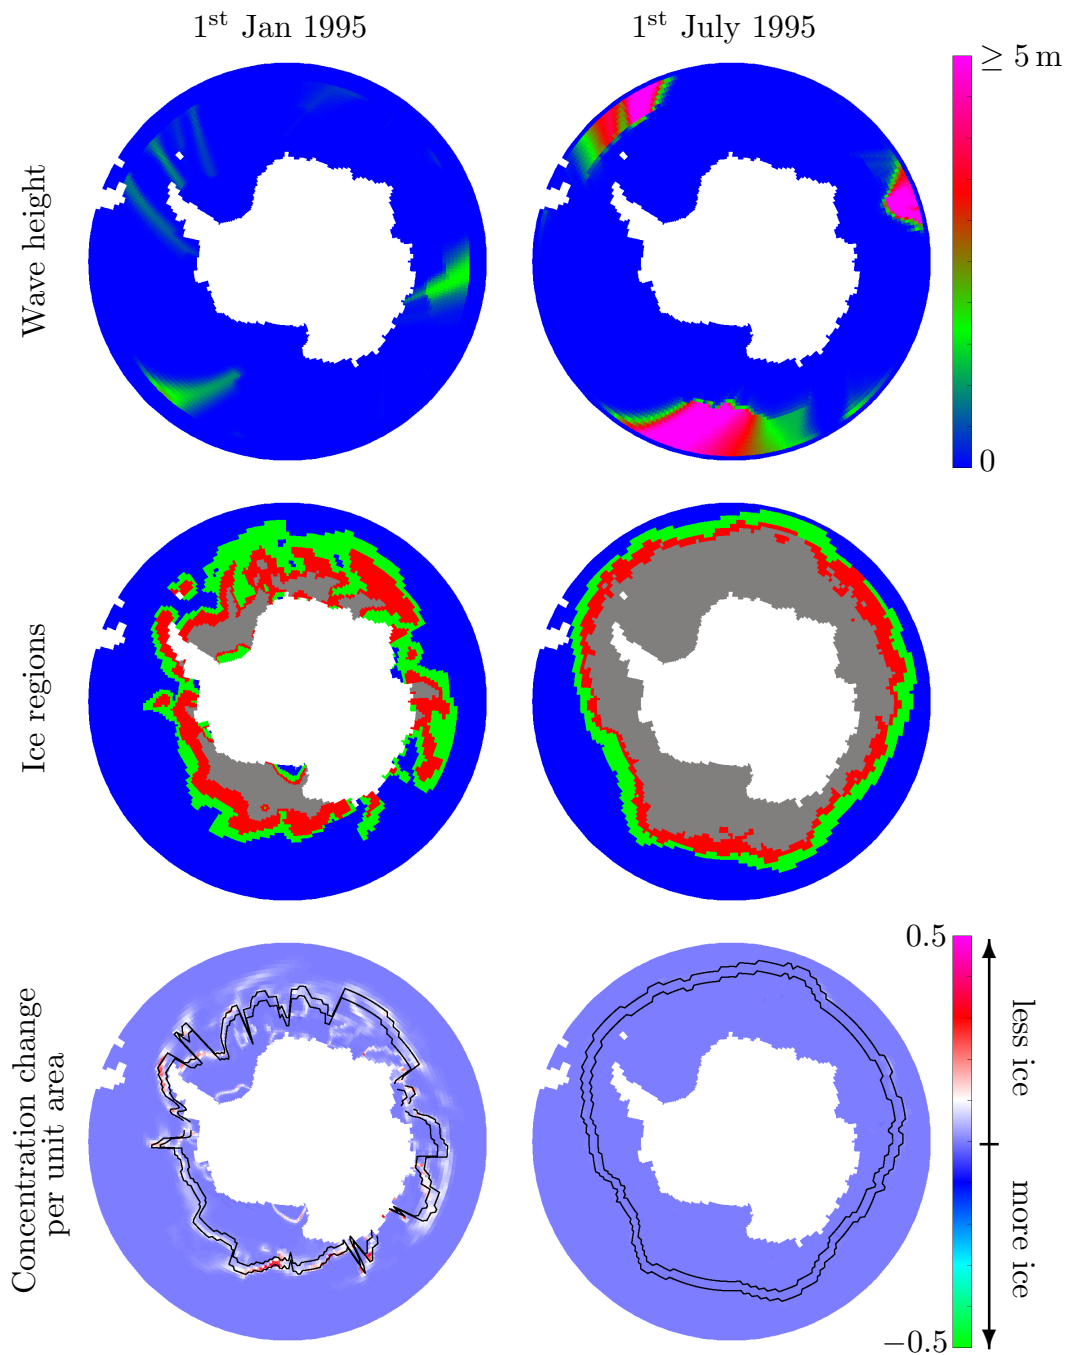 1st Jan 1995
1st July 1995
Wave height
≥ 5 m
0
Ice regions
Concentration change
per unit area
0.5
−0.5
less ice
more ice